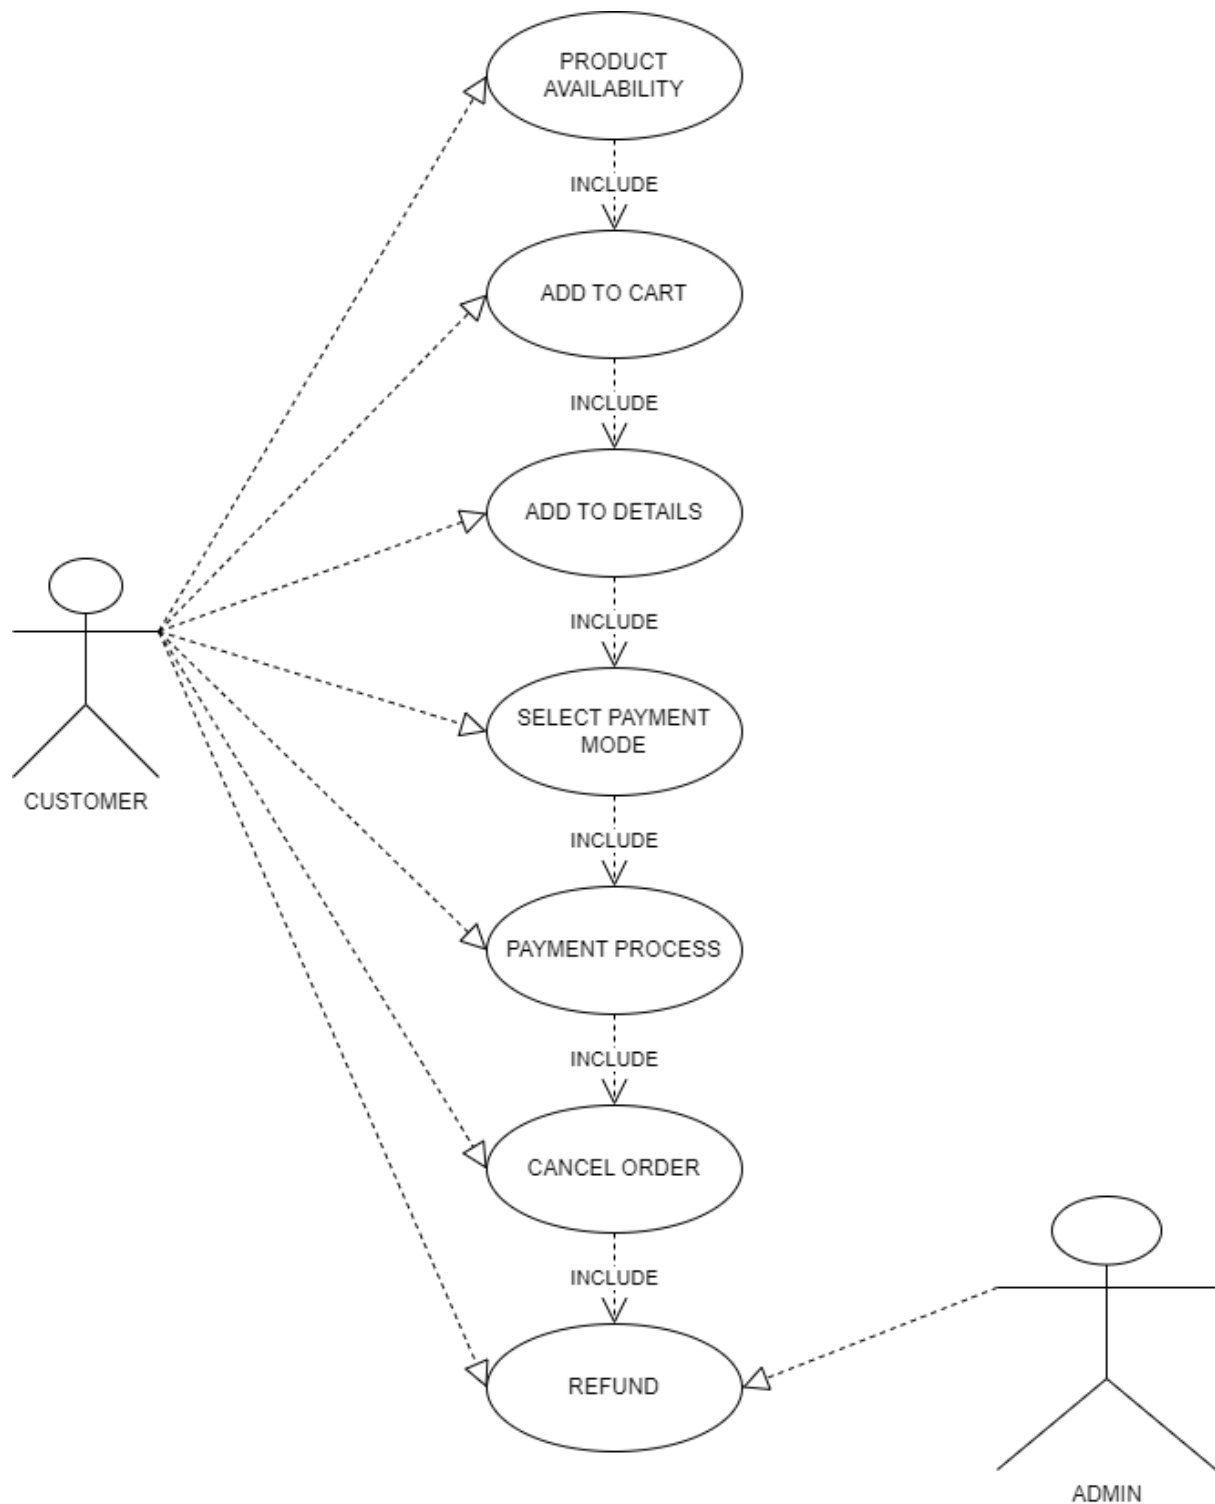 PRODUCT
AVAILABILITY
INCLUDE
ADD TO CART
INCLUDE
ADD TO DETAILS
INCLUDE
SELECT PAYMENT
MODE
CUSTOMER
INCLUDE
PAYMENT PROCESS
INCLUDE
CANCEL ORDER
INCLUDE
REFUND
ADMIN